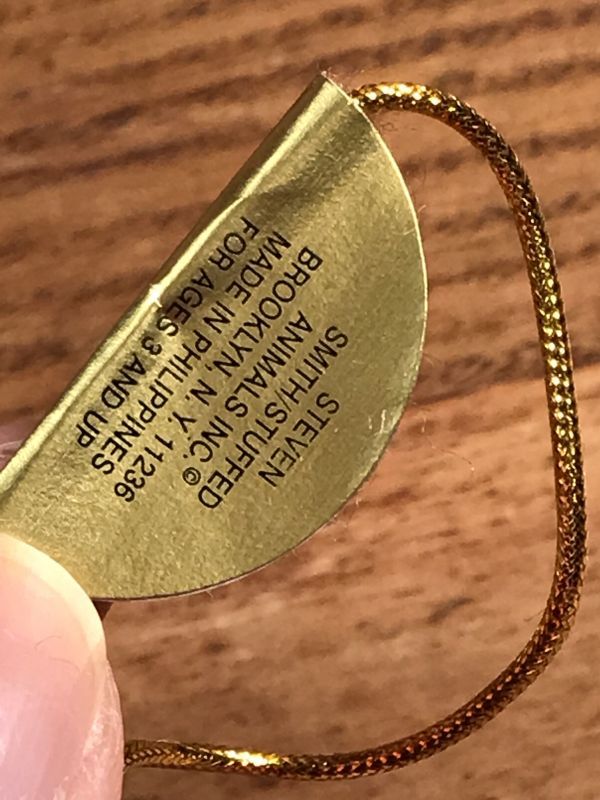 STEVEN
SMITH/STUFFED
ANIMALS INC.©
BROOKLYN, N. Y. 11236
MADE IN PHILIPPINES
FOR AGES 3 AND UP